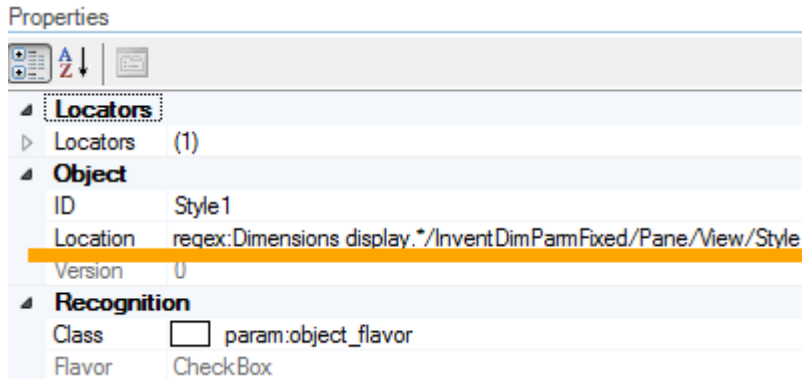 Properties
A
Z
Locators
Locators (1)
Object
ID Style1
Location regex:Dimensions display.*/InventDimParmFixed/Pane/View/Style
Version 0
Recognition
Class param:object_flavor
Flavor CheckBox